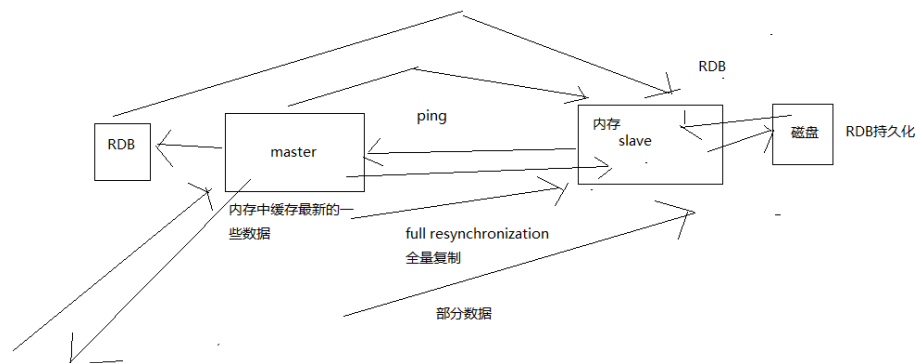 RDB
ping
内存
RDB
master
slave
磁盘
RDB持久化
内存中缓存最新的一
些数据
full resynchronization
全量复制
部分数据